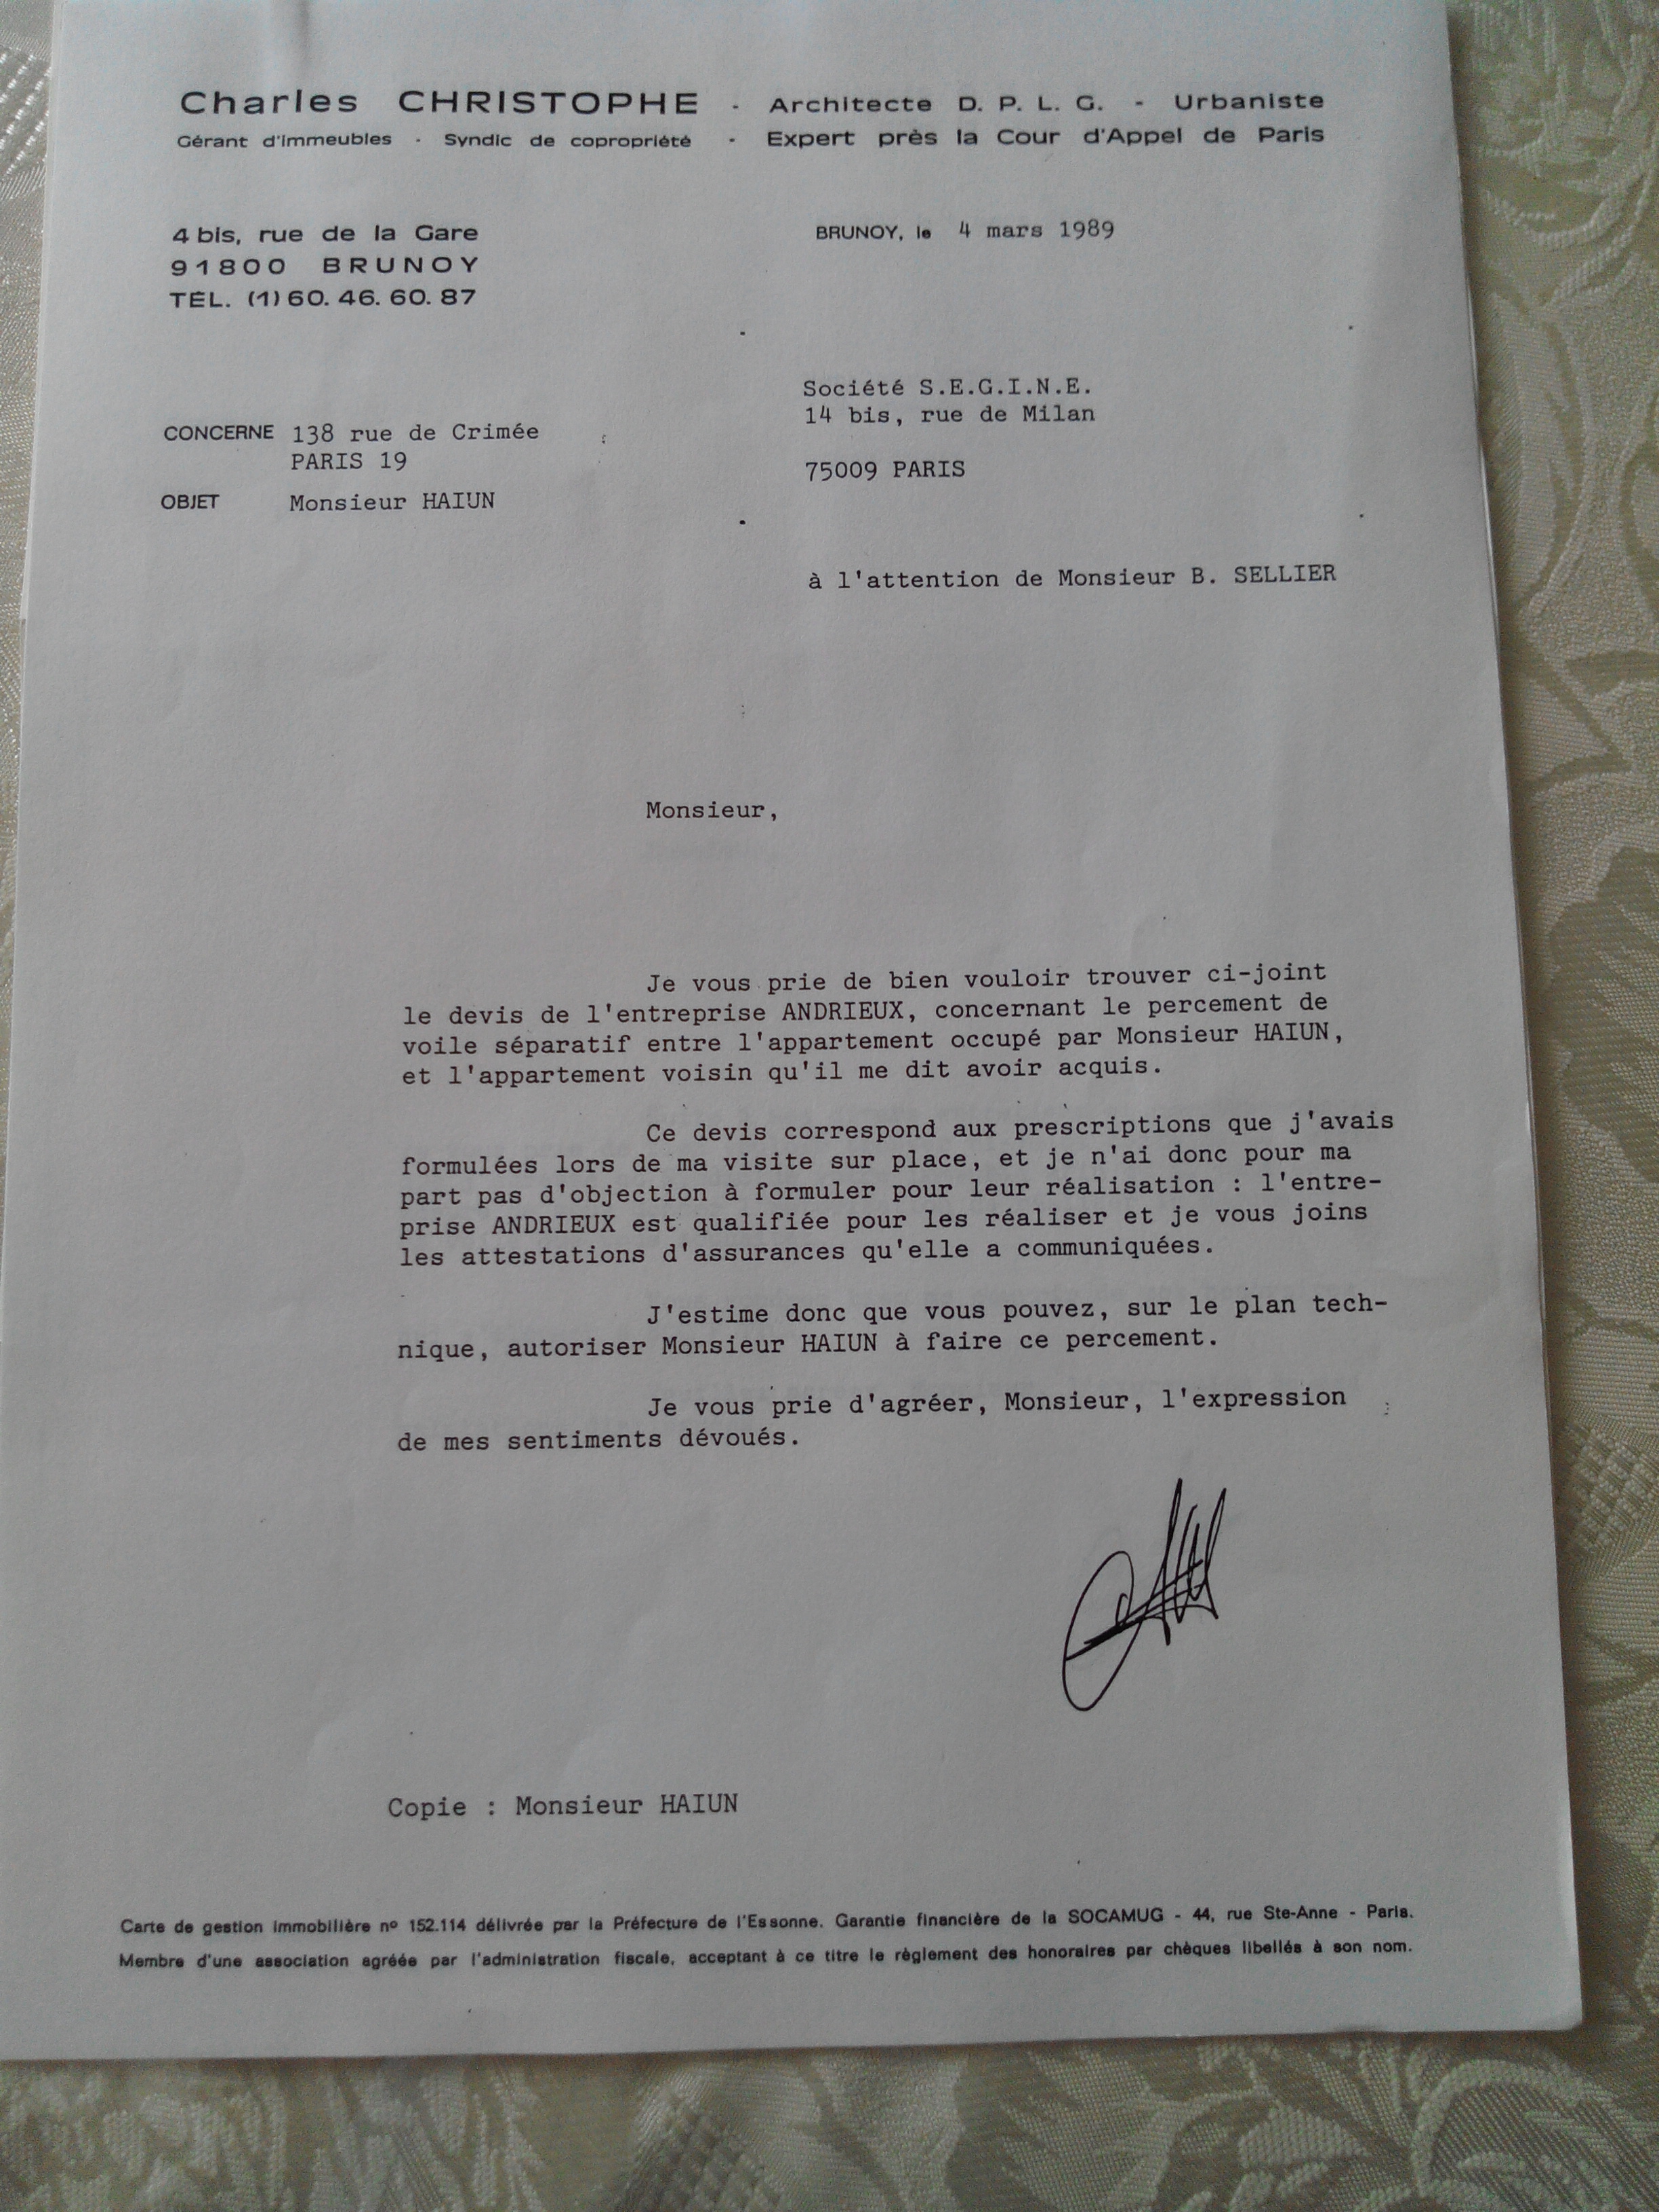 Charles CHRISTOPHE - Architecte D. P. L. G. - Urbaniste
Gérant d'immeubles - Syndic de copropriété - Expert près la Cour d'Appel de Paris
4 bis, rue de la Gare
91800 BRUNOY
TÉL. (1) 60. 46. 60. 87
BRUNOY, le 4 mars 1989
Société S.E.G.I.N.E.
14 bis, rue de Milan
75009 PARIS
CONCERNE 138 rue de Crimée
PARIS 19
OBJET Monsieur HAIUN
à l'attention de Monsieur B. SELLIER
Monsieur,
Je vous prie de bien vouloir trouver ci-joint
le devis de l'entreprise ANDRIEUX, concernant le percement de
voile séparatif entre l'appartement occupé par Monsieur HAIUN,
et l'appartement voisin qu'il me dit avoir acquis.
Ce devis correspond aux prescriptions que j'avais
formulées lors de ma visite sur place, et je n'ai donc pour ma
part pas d'objection à formuler pour leur réalisation : l'entre-
prise ANDRIEUX est qualifiée pour les réaliser et je vous joins
les attestations d'assurances qu'elle a communiquées.
J'estime donc que vous pouvez, sur le plan tech-
nique, autoriser Monsieur HAIUN à faire ce percement.
Je vous prie d'agréer, Monsieur, l'expression
de mes sentiments dévoués.
Copie : Monsieur HAIUN
Carte de gestion immobilière nº 152.114 délivrée par la Préfecture de l'Essonne. Garantie financière de la SOCAMUG - 44, rue Ste-Anne - Paris.
Membre d'une association agréée par l'administration fiscale, acceptant à ce titre le règlement des honoraires par chèques libellés à son nom.